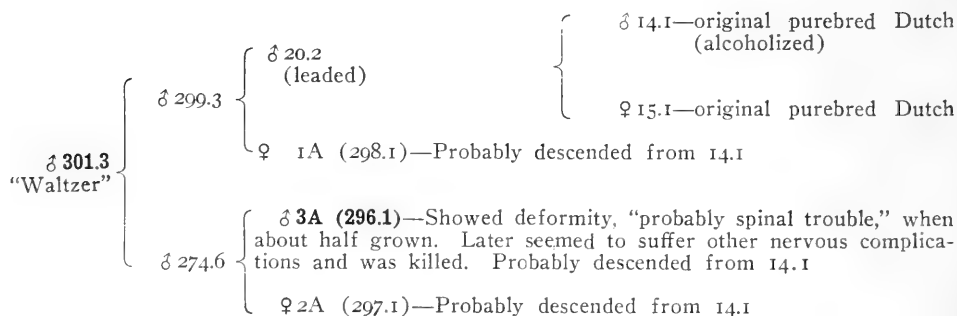 ♂ 14.1—original purebred Dutch
(alcoholized)
♂ 20.2
(leaded)
♂ 299.3
♀ 15.1—original purebred Dutch
♀ 1A (298.1)—Probably descended from 14.1
♂ 301.3
"Waltzer"
♂ 3A (296.1)—Showed deformity, "probably spinal trouble," when
about half grown. Later seemed to suffer other nervous complica-
♂ 274.6
tions and was killed. Probably descended from 14.1
♀ 2A (297.1)—Probably descended from 14.1